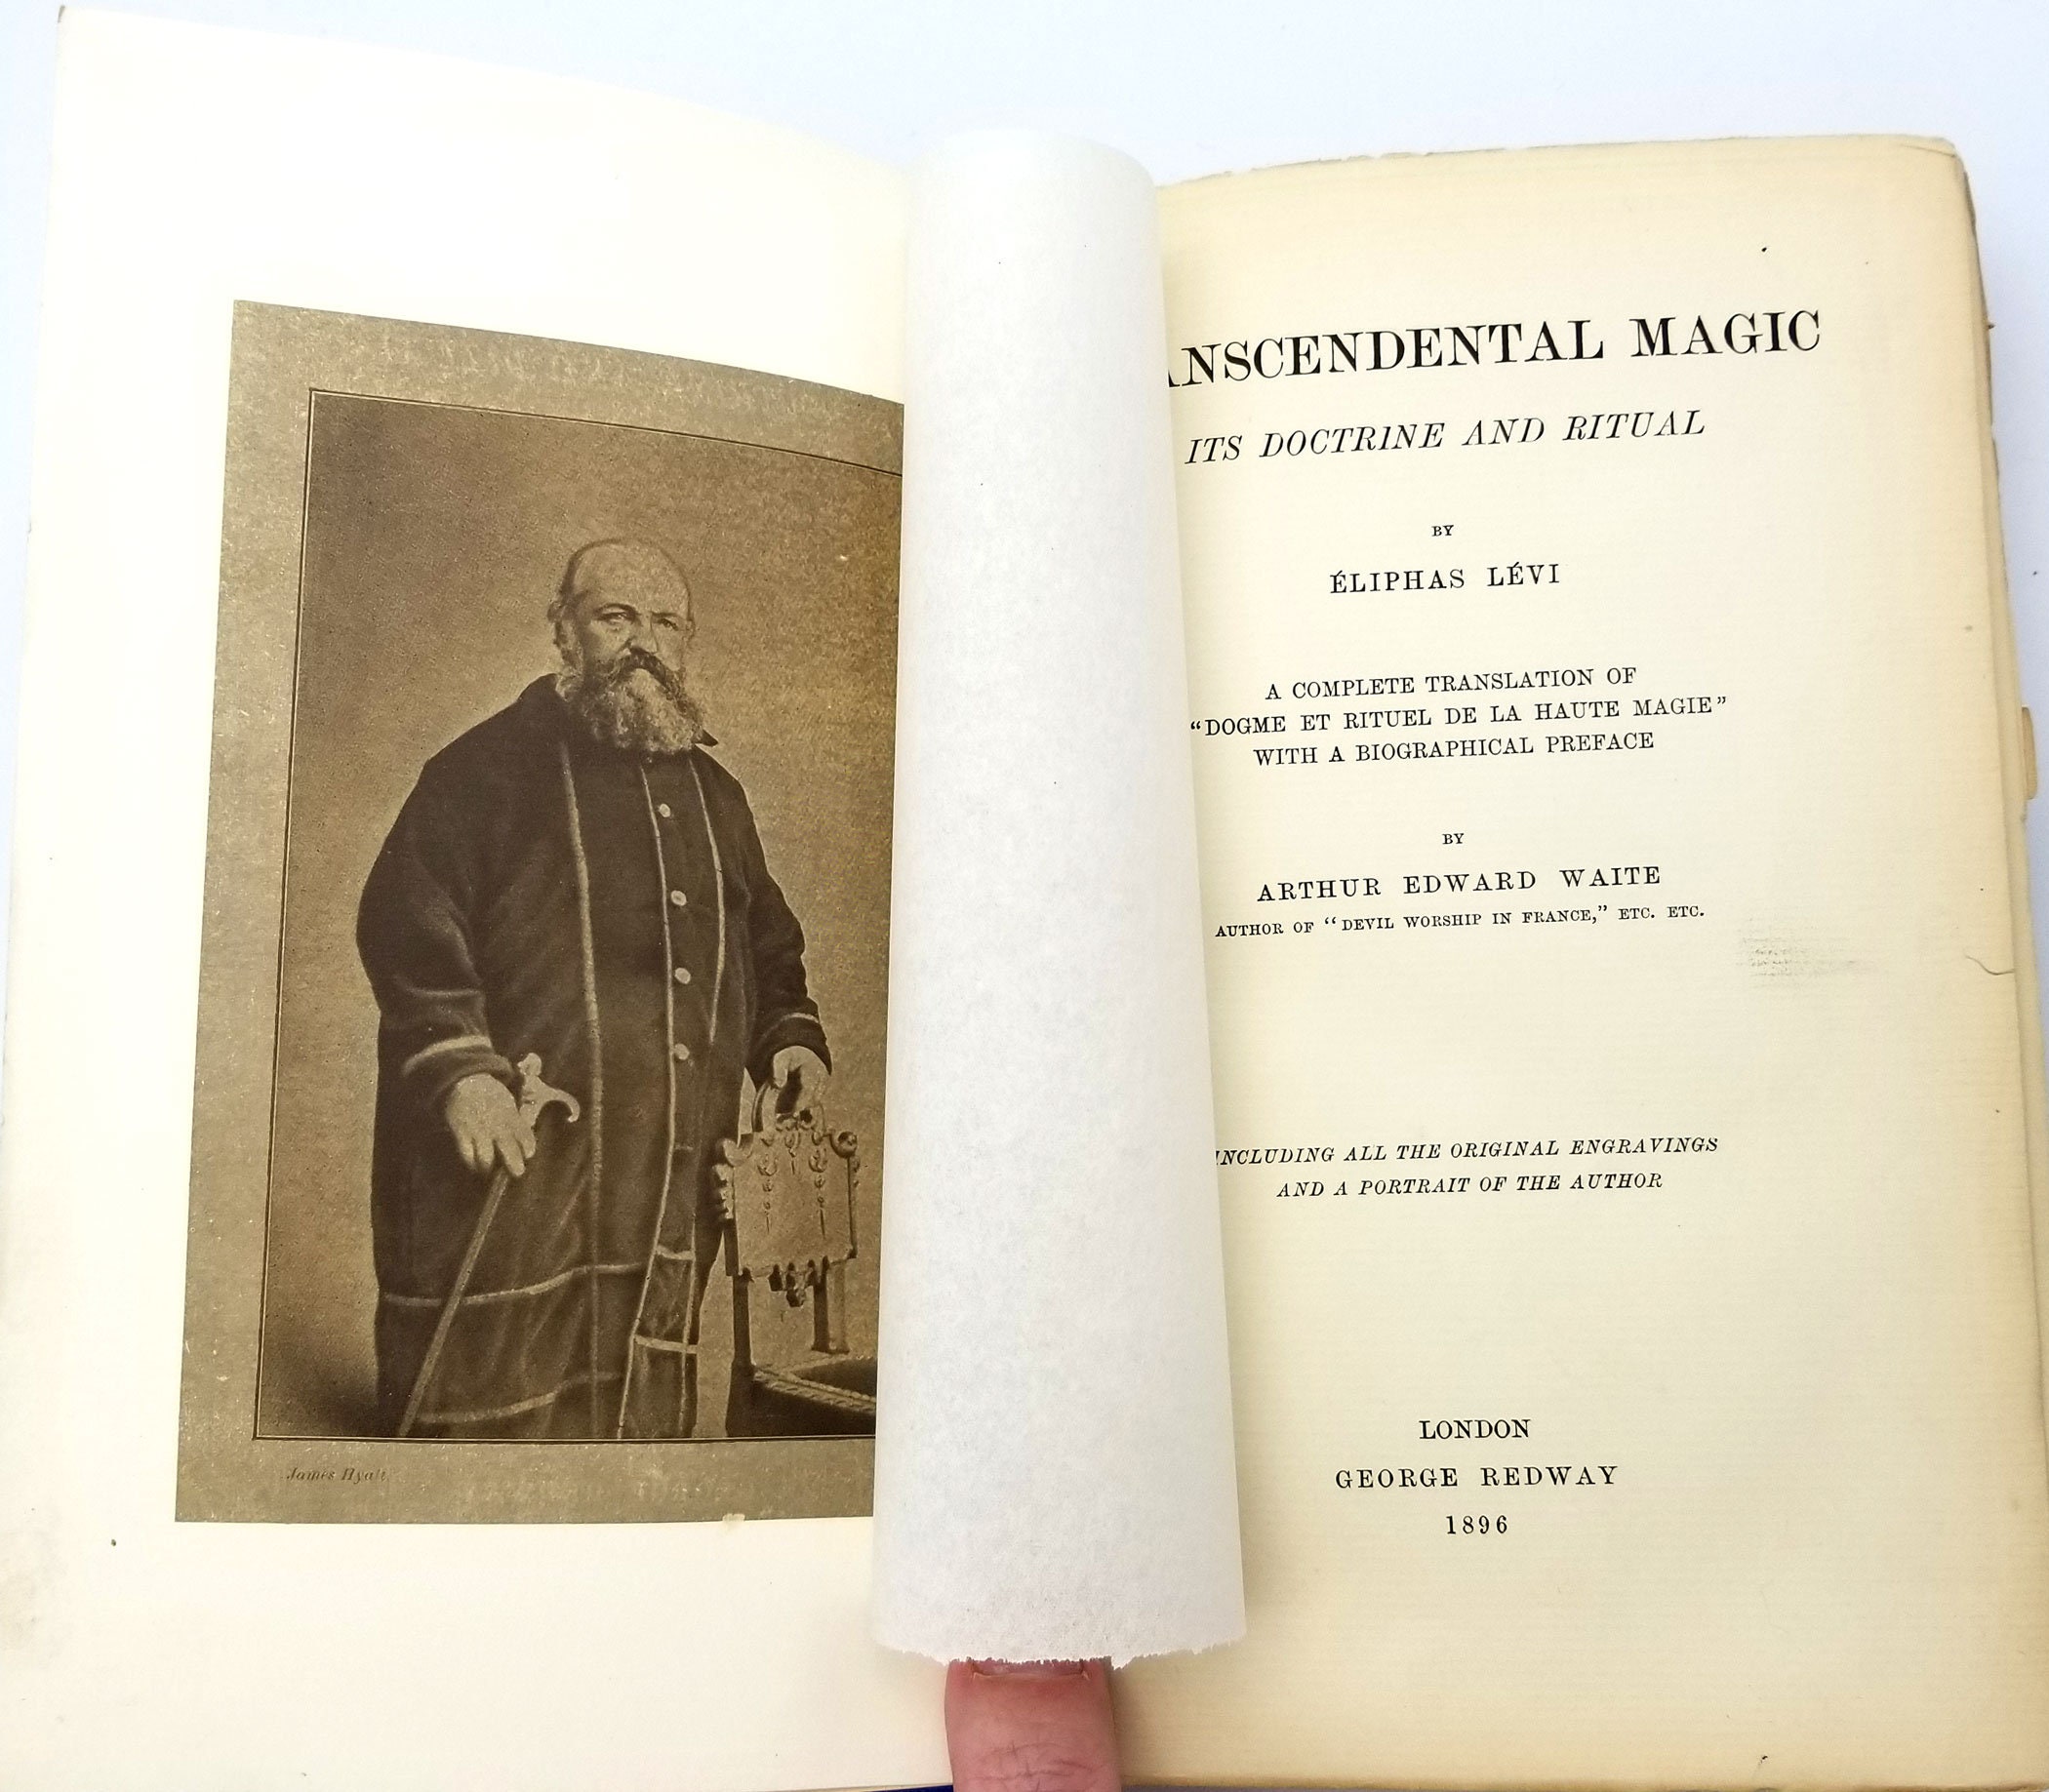 James Hyatt
ANSCENDENTAL MAGIC
ITS DOCTRINE AND RITUAL
BY
ÉLIPHAS LÉVI
A COMPLETE TRANSLATION OF
“DOGME ET RITUEL DE LA HAUTE MAGIE”
WITH A BIOGRAPHICAL PREFACE
BY
ARTHUR EDWARD WAITE
AUTHOR OF “DEVIL WORSHIP IN FRANCE,” ETC. ETC.
INCLUDING ALL THE ORIGINAL ENGRAVINGS
AND A PORTRAIT OF THE AUTHOR
LONDON
GEORGE REDWAY
1896